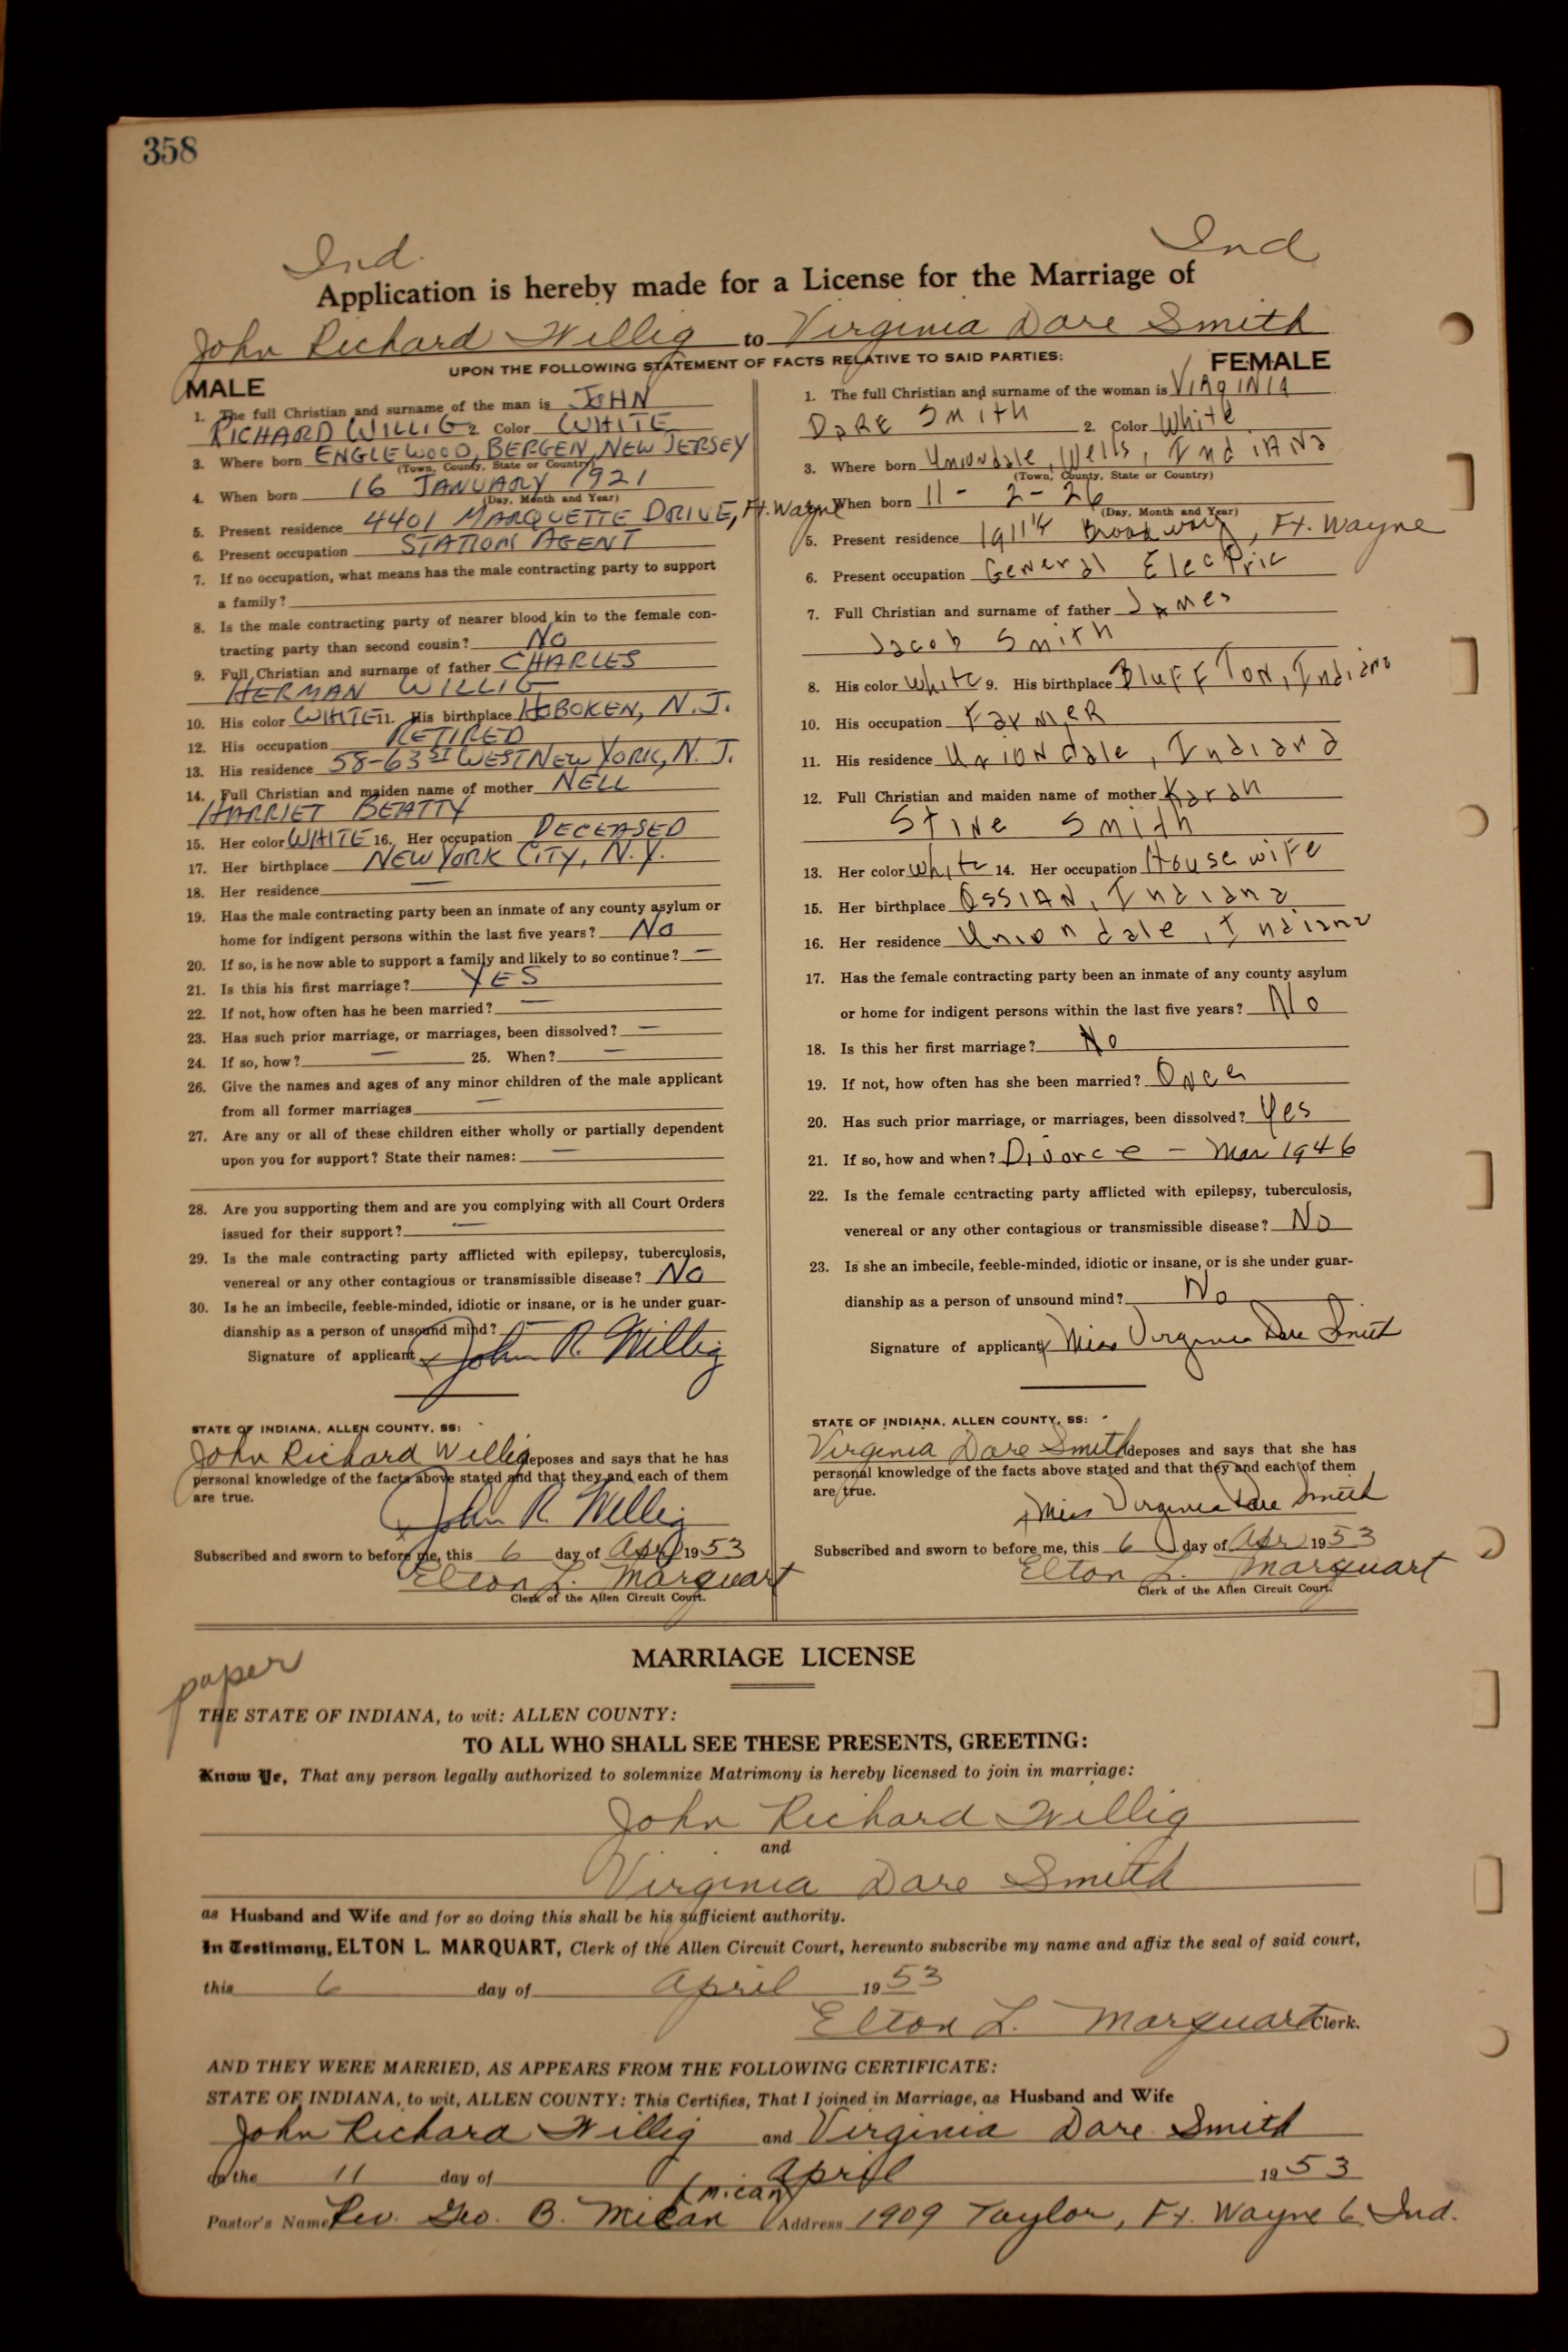 358
Ind.
Ind
Application is hereby made for a License for the Marriage of
John Richard Willig to Virginia Dare Smith
UPON THE FOLLOWING STATEMENT OF FACTS RELATIVE TO SAID PARTIES:
MALE
1. The full Christian and surname of the man is JOHN
RICHARD WILLIG 2. Color WHITE
3. Where born ENGLEWOOD, BERGEN, NEW JERSEY
(Town, County, State or Country)
4. When born 16 JANUARY 1921
(Day, Month and Year)
5. Present residence 4401 MARQUETTE DRIVE, Ft. Wayne
6. Present occupation STATION AGENT
7. If no occupation, what means has the male contracting party to support
a family?
8. Is the male contracting party of nearer blood kin to the female con-
tracting party than second cousin? NO
9. Full Christian and surname of father CHARLES
HERMAN WILLIG
10. His color WHITE 11. His birthplace HOBOKEN, N.J.
12. His occupation RETIRED
13. His residence 58-63 ST WEST NEW YORK, N.J.
14. Full Christian and maiden name of mother NELL
HARRIET BEATTY
15. Her color WHITE 16. Her occupation DECEASED
17. Her birthplace NEW YORK CITY, N.Y.
18. Her residence —
19. Has the male contracting party been an inmate of any county asylum or
home for indigent persons within the last five years? NO
20. If so, is he now able to support a family and likely to so continue? —
21. Is this his first marriage? YES
22. If not, how often has he been married? —
23. Has such prior marriage, or marriages, been dissolved? —
24. If so, how? — 25. When? —
26. Give the names and ages of any minor children of the male applicant
from all former marriages —
27. Are any or all of these children either wholly or partially dependent
upon you for support? State their names: —
28. Are you supporting them and are you complying with all Court Orders
issued for their support? —
29. Is the male contracting party afflicted with epilepsy, tuberculosis,
venereal or any other contagious or transmissible disease? NO
30. Is he an imbecile, feeble-minded, idiotic or insane, or is he under guar-
dianship as a person of unsound mind? —
Signature of applicant x John R. Willig
STATE OF INDIANA, ALLEN COUNTY, SS:
John Richard Willig deposes and says that he has
personal knowledge of the facts above stated and that they and each of them
are true.
x John R. Willig
Subscribed and sworn to before me, this 6 day of Apr 1953
Elton L. Marquart
Clerk of the Allen Circuit Court.
FEMALE
1. The full Christian and surname of the woman is VIRgINIA
DaRE Smith 2. Color White
3. Where born Uniondale, Wells, Indiana
(Town, County, State or Country)
4. When born 11-2-26
(Day, Month and Year)
5. Present residence 1911½ Broadway, Ft. Wayne
6. Present occupation General Electric
7. Full Christian and surname of father James
Jacob Smith
8. His color White 9. His birthplace Bluffton, Indiana
10. His occupation Farmer
11. His residence Uniondale, Indiana
12. Full Christian and maiden name of mother Karah
Stine Smith
13. Her color White 14. Her occupation Housewife
15. Her birthplace Ossian, Indiana
16. Her residence Uniondale, Indiana
17. Has the female contracting party been an inmate of any county asylum
or home for indigent persons within the last five years? No
18. Is this her first marriage? No
19. If not, how often has she been married? Once
20. Has such prior marriage, or marriages, been dissolved? Yes
21. If so, how and when? Divorce - Mar 1946
22. Is the female contracting party afflicted with epilepsy, tuberculosis,
venereal or any other contagious or transmissible disease? No
23. Is she an imbecile, feeble-minded, idiotic or insane, or is she under guar-
dianship as a person of unsound mind? No
Signature of applicant x Miss Virginia Dare Smith
STATE OF INDIANA, ALLEN COUNTY, SS:
Virginia Dare Smith deposes and says that she has
personal knowledge of the facts above stated and that they and each of them
are true.
x Miss Virginia Dare Smith
Subscribed and sworn to before me, this 6 day of Apr 1953
Elton L. Marquart
Clerk of the Allen Circuit Court.
paper
MARRIAGE LICENSE
THE STATE OF INDIANA, to wit: ALLEN COUNTY:
TO ALL WHO SHALL SEE THESE PRESENTS, GREETING:
Know Ye, That any person legally authorized to solemnize Matrimony is hereby licensed to join in marriage:
John Richard Willig
and
Virginia Dare Smith
as Husband and Wife and for so doing this shall be his sufficient authority.
In Testimony, ELTON L. MARQUART, Clerk of the Allen Circuit Court, hereunto subscribe my name and affix the seal of said court,
this 6 day of April 1953
Elton L. Marquart Clerk.
AND THEY WERE MARRIED, AS APPEARS FROM THE FOLLOWING CERTIFICATE:
STATE OF INDIANA, to wit, ALLEN COUNTY: This Certifies, That I joined in Marriage, as Husband and Wife
John Richard Willig and Virginia Dare Smith
on the 11 day of April 1953
(mican)
Pastor's Name Rev. Geo. B. Mican Address 1909 Taylor, Ft. Wayne 6, Ind.